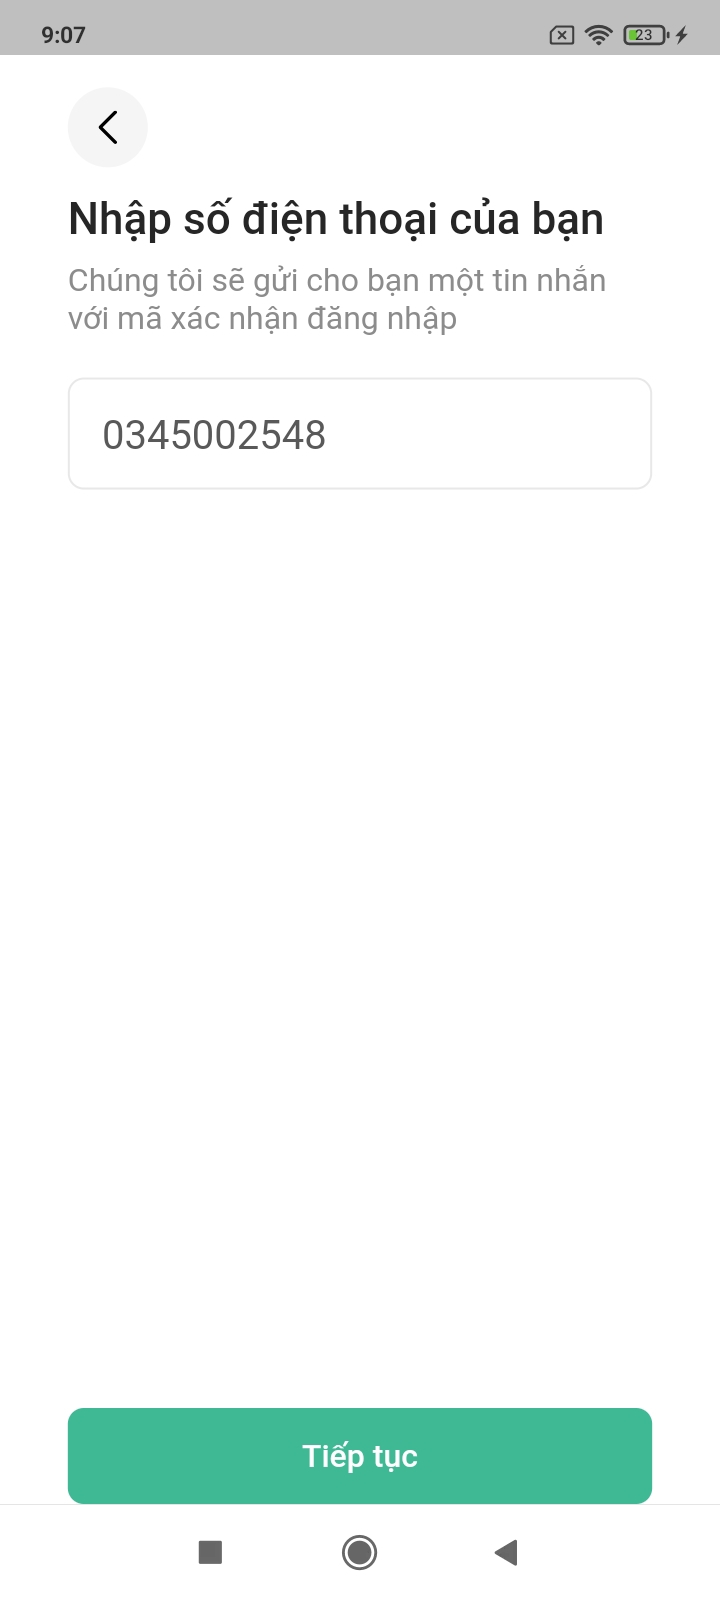 9:07
23
Nhập số điện thoại của bạn
Chúng tôi sẽ gửi cho bạn một tin nhắn
với mã xác nhận đăng nhập
0345002548
Tiếp tục